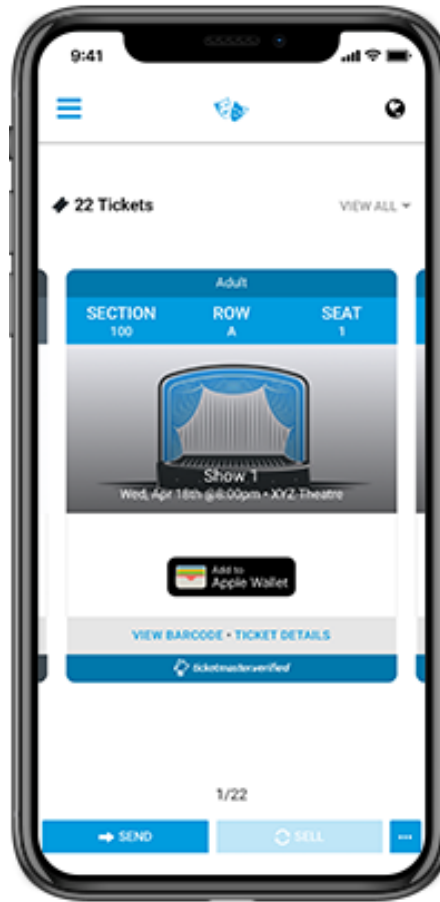 9:41
22 Tickets
VIEW ALL
Adult
SECTION ROW SEAT
100 A 1
Show 1
Wed, Apr 18th @8:00pm • XYZ Theatre
Add to
Apple Wallet
VIEW BARCODE • TICKET DETAILS
ticketmasterverified
1/22
SEND SELL